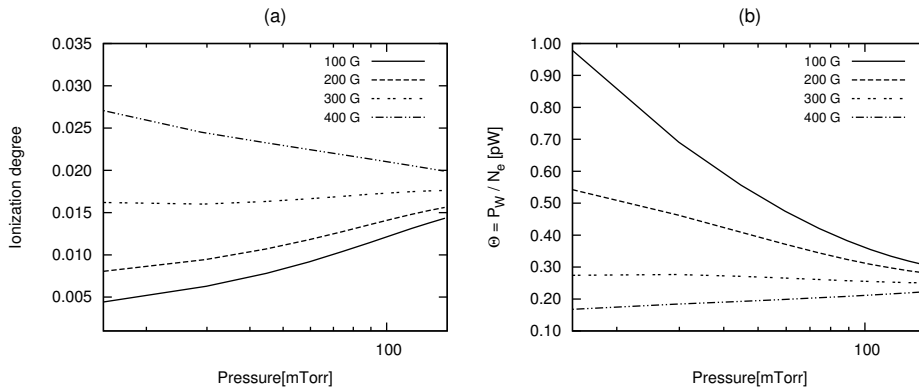 (a)
0.035
0.030
0.025
0.020
0.015
0.010
0.005
Ionization degree
100 G
200 G
300 G
400 G
100
Pressure[mTorr]
(b)
1.00
0.90
0.80
0.70
0.60
0.50
0.40
0.30
0.20
0.10
Θ = P_W / N_e [pW]
100 G
200 G
300 G
400 G
100
Pressure[mTorr]